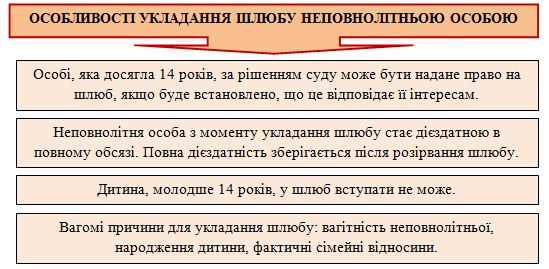 ОСОБЛИВОСТІ УКЛАДАННЯ ШЛЮБУ НЕПОВНОЛІТНЬОЮ ОСОБОЮ
Особі, яка досягла 14 років, за рішенням суду може бути надане право на
шлюб, якщо буде встановлено, що це відповідає її інтересам.
Неповнолітня особа з моменту укладання шлюбу стає дієздатною в
повному обсязі. Повна дієздатність зберігається після розірвання шлюбу.
Дитина, молодше 14 років, у шлюб вступати не може.
Вагомі причини для укладання шлюбу: вагітність неповнолітньої,
народження дитини, фактичні сімейні відносини.